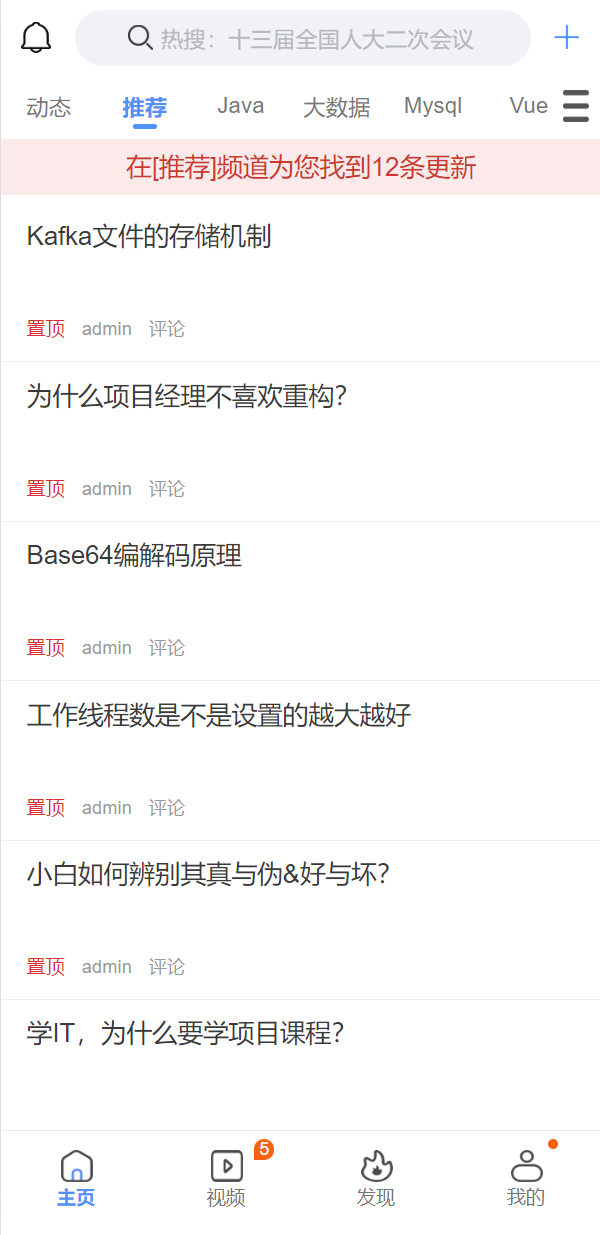 热搜：十三届全国人大二次会议
动态 推荐 Java 大数据 Mysql Vue
在[推荐]频道为您找到12条更新
Kafka文件的存储机制
置顶 admin 评论
为什么项目经理不喜欢重构？
置顶 admin 评论
Base64编解码原理
置顶 admin 评论
工作线程数是不是设置的越大越好
置顶 admin 评论
小白如何辨别其真与伪&好与坏？
置顶 admin 评论
学IT，为什么要学项目课程？
5
主页 视频 发现 我的